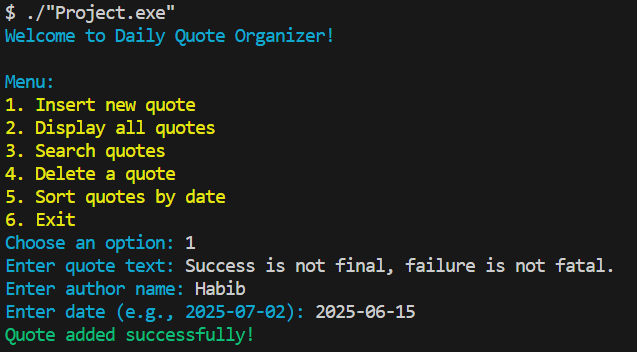 $ ./"Project.exe"
Welcome to Daily Quote Organizer!
Menu:
1. Insert new quote
2. Display all quotes
3. Search quotes
4. Delete a quote
5. Sort quotes by date
6. Exit
Choose an option: 1
Enter quote text: Success is not final, failure is not fatal.
Enter author name: Habib
Enter date (e.g., 2025-07-02): 2025-06-15
Quote added successfully!